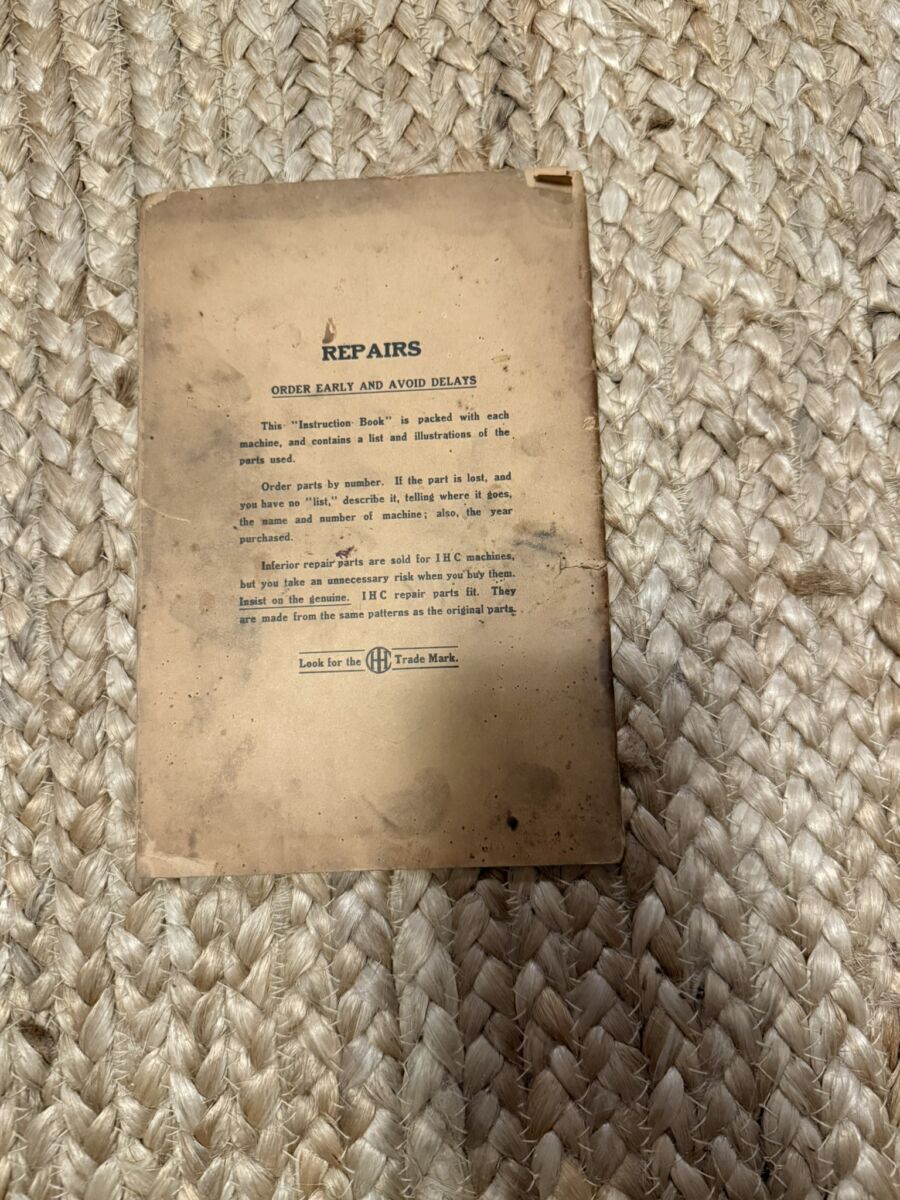 REPAIRS
ORDER EARLY AND AVOID DELAYS
This "Instruction Book" is packed with each
machine, and contains a list and illustrations of the
parts used.
Order parts by number. If the part is lost, and
you have no "list," describe it, telling where it goes,
the name and number of machine; also, the year
purchased.
Inferior repair parts are sold for I H C machines,
but you take an unnecessary risk when you buy them.
Insist on the genuine. I H C repair parts fit. They
are made from the same patterns as the original parts.
Look for the IHC Trade Mark.